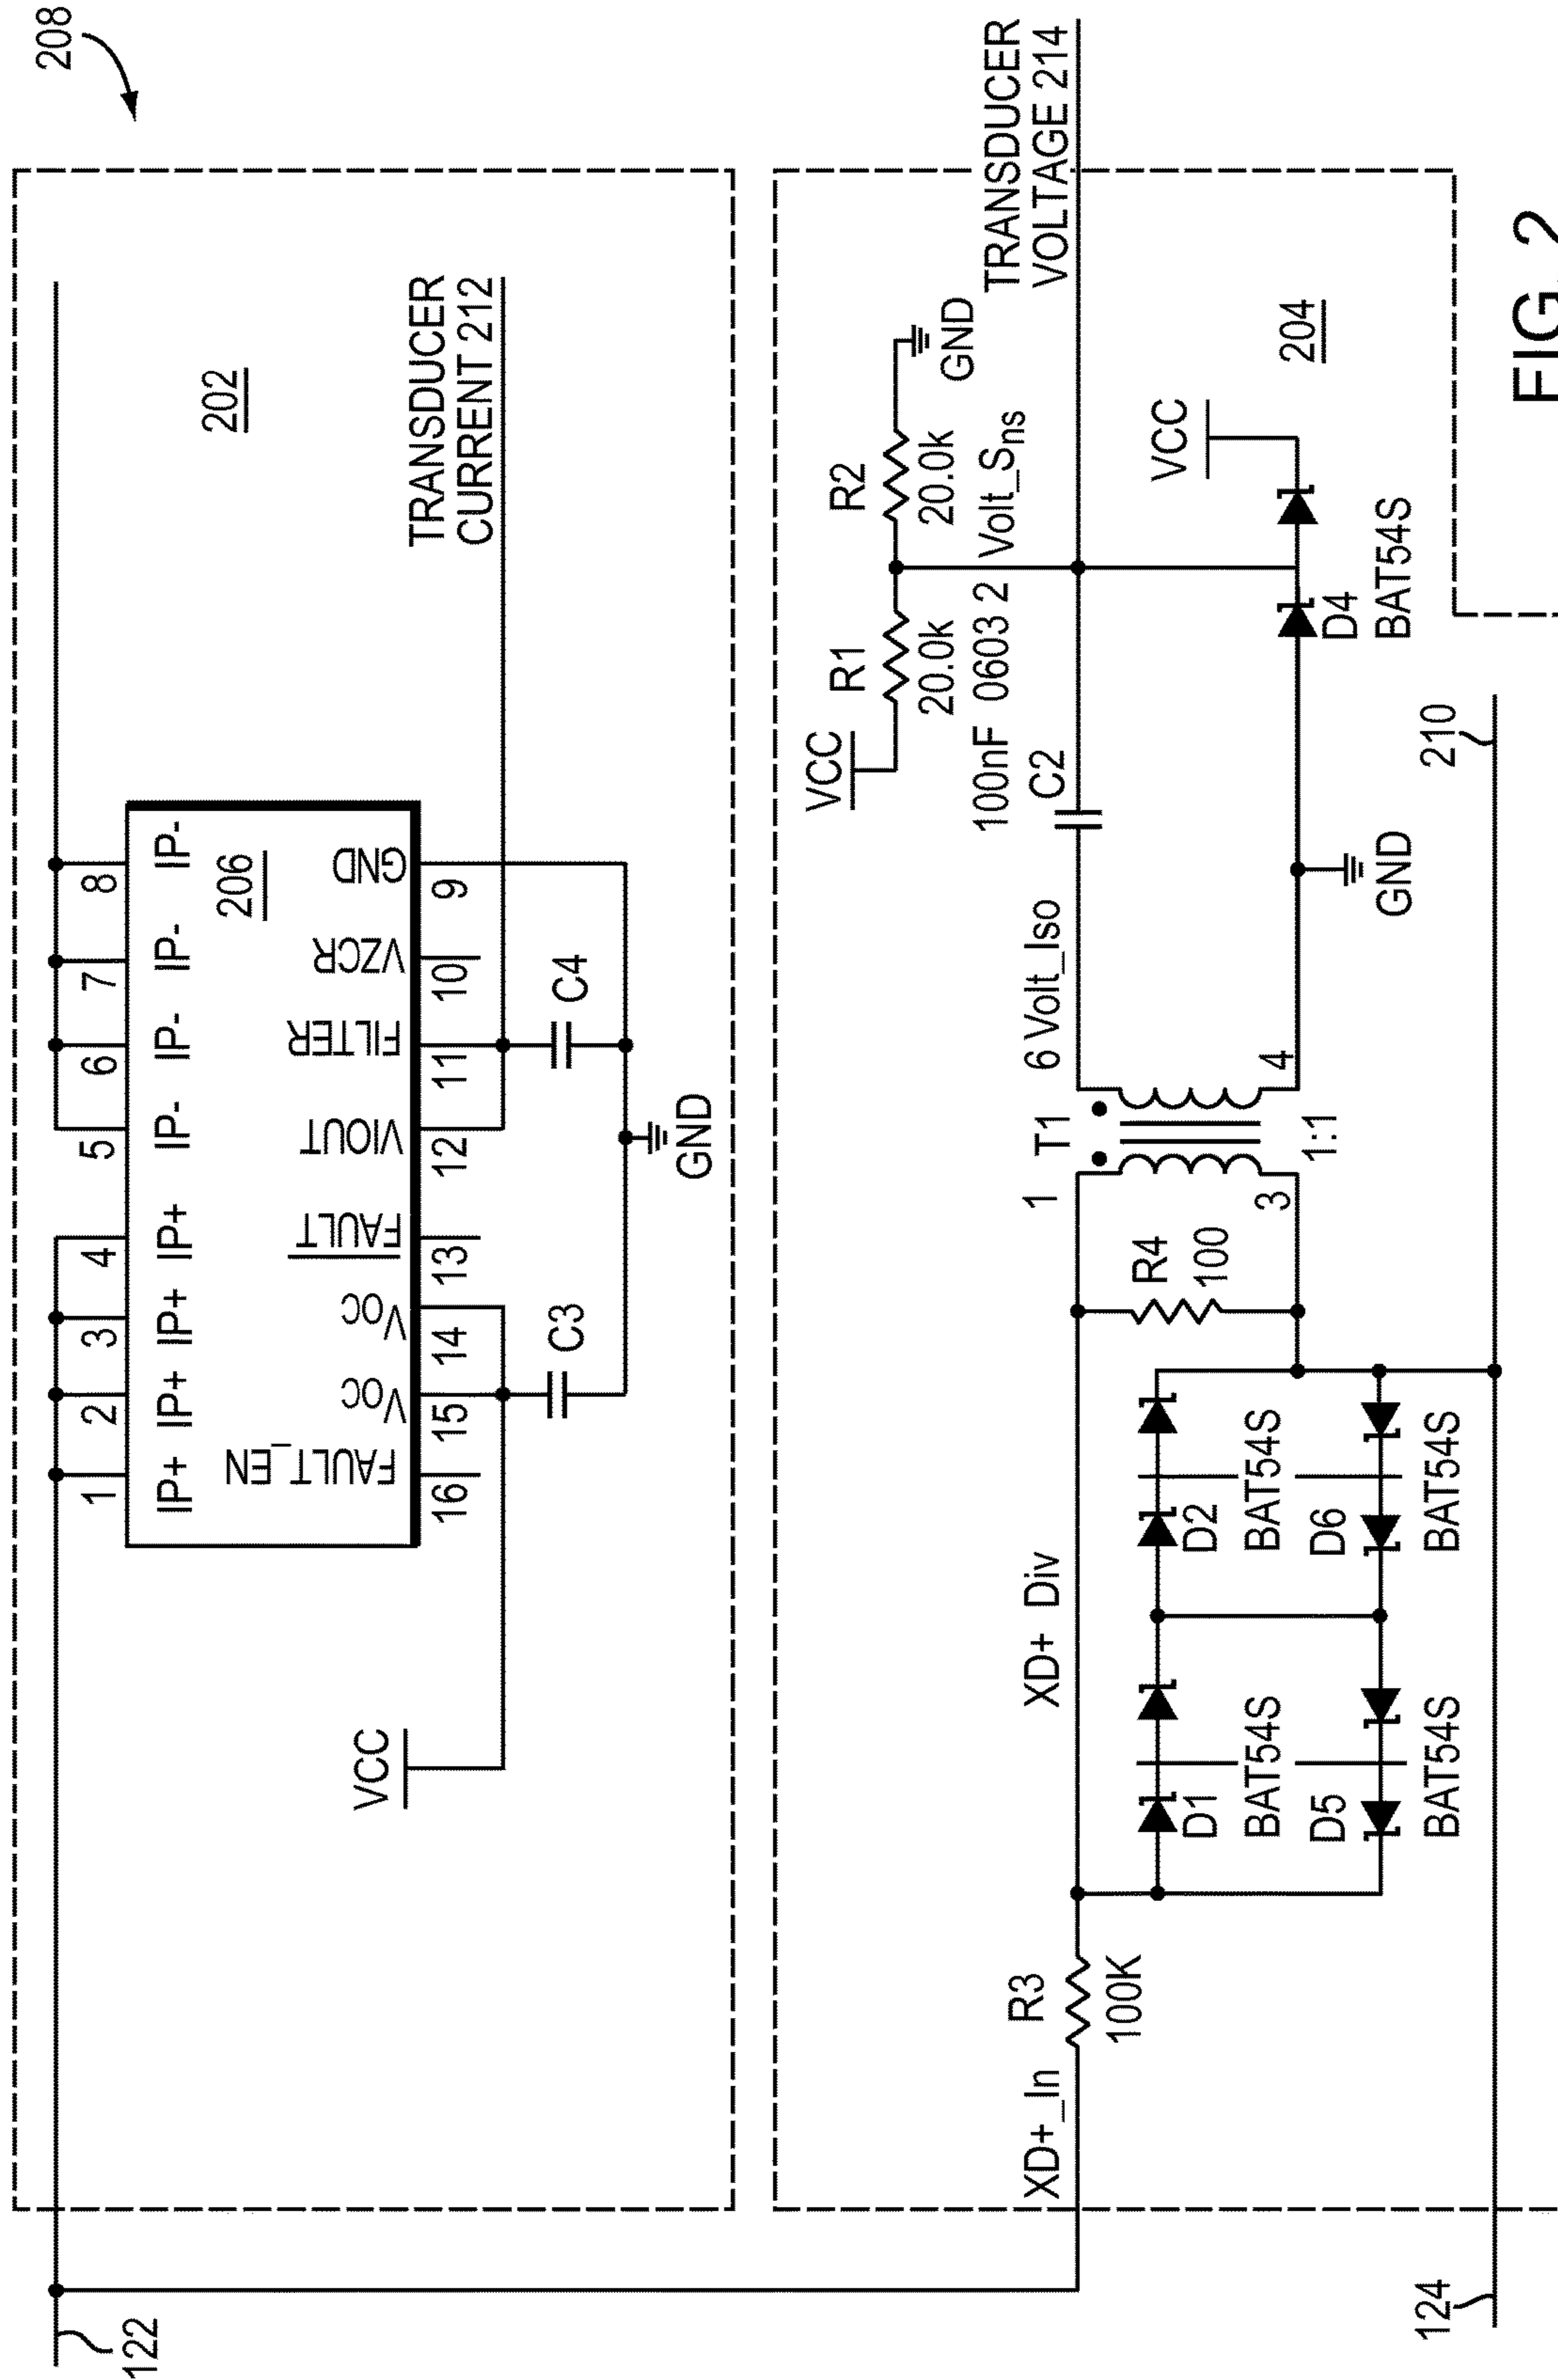 208
122
1
2
3
4
5
6
7
8
IP+
IP+
IP+
IP+
IP-
IP-
IP-
IP-
206
202
FAULT_EN
VOC
VOC
FAULT
VIOUT
FILTER
VZCR
GND
16
15
14
13
12
11
10
9
VCC
C3
C4
GND
TRANSDUCER
CURRENT 212
VCC
R1
20.0k
R2
20.0k
GND
100nF 0603 2
C2
Volt_Sns
TRANSDUCER
VOLTAGE 214
XD+_In
R3
100K
XD+ Div
1
T1
6 Volt_Iso
R4
100
3
4
1:1
D1
BAT54S
D2
BAT54S
D5
BAT54S
D6
BAT54S
GND
D4
BAT54S
VCC
204
124
210
FIG. 2